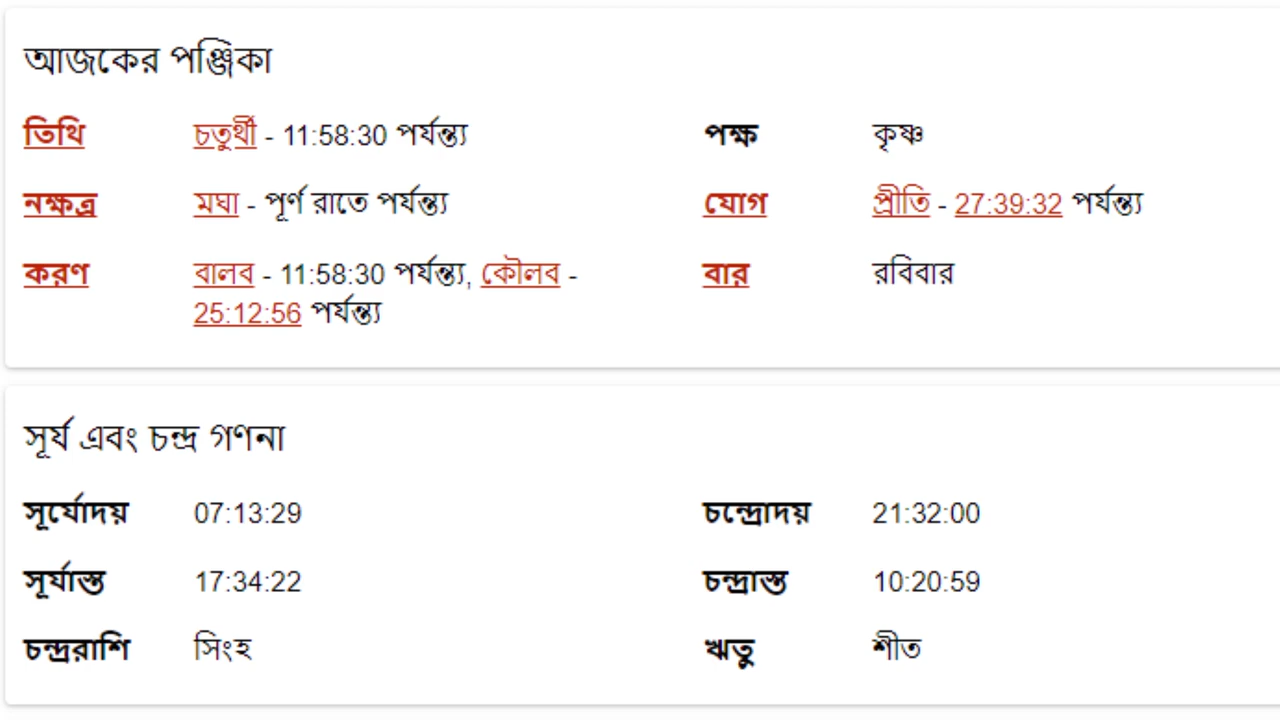 আজকের পঞ্জিকা
তিথি চতুর্থী - 11:58:30 পর্যন্ত্য পক্ষ কৃষ্ণ
নক্ষত্র মঘা - পূর্ণ রাতে পর্যন্ত্য যোগ প্রীতি - 27:39:32 পর্যন্ত্য
করণ বালব - 11:58:30 পর্যন্ত্য, কৌলব - বার রবিবার
25:12:56 পর্যন্ত্য
সূর্য এবং চন্দ্র গণনা
সূর্যোদয় 07:13:29 চন্দ্রোদয় 21:32:00
সূর্যাস্ত 17:34:22 চন্দ্রাস্ত 10:20:59
চন্দ্ররাশি সিংহ ঋতু শীত